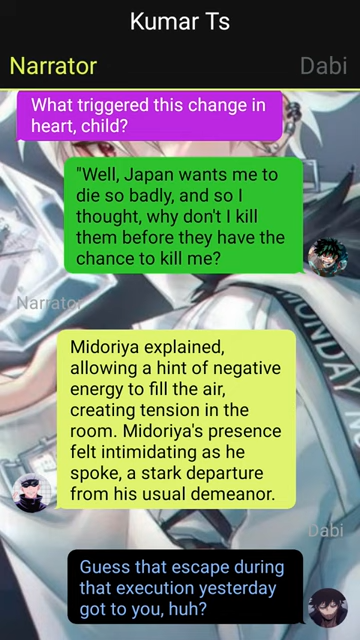 Kumar Ts
Narrator
Dabi
What triggered this change in
heart, child?
"Well, Japan wants me to
die so badly, and so I
thought, why don't I kill
them before they have the
chance to kill me?
Narrator
Midoriya explained,
allowing a hint of negative
energy to fill the air,
creating tension in the
room. Midoriya's presence
felt intimidating as he
spoke, a stark departure
from his usual demeanor.
MONDAY
Dabi
Guess that escape during
that execution yesterday
got to you, huh?